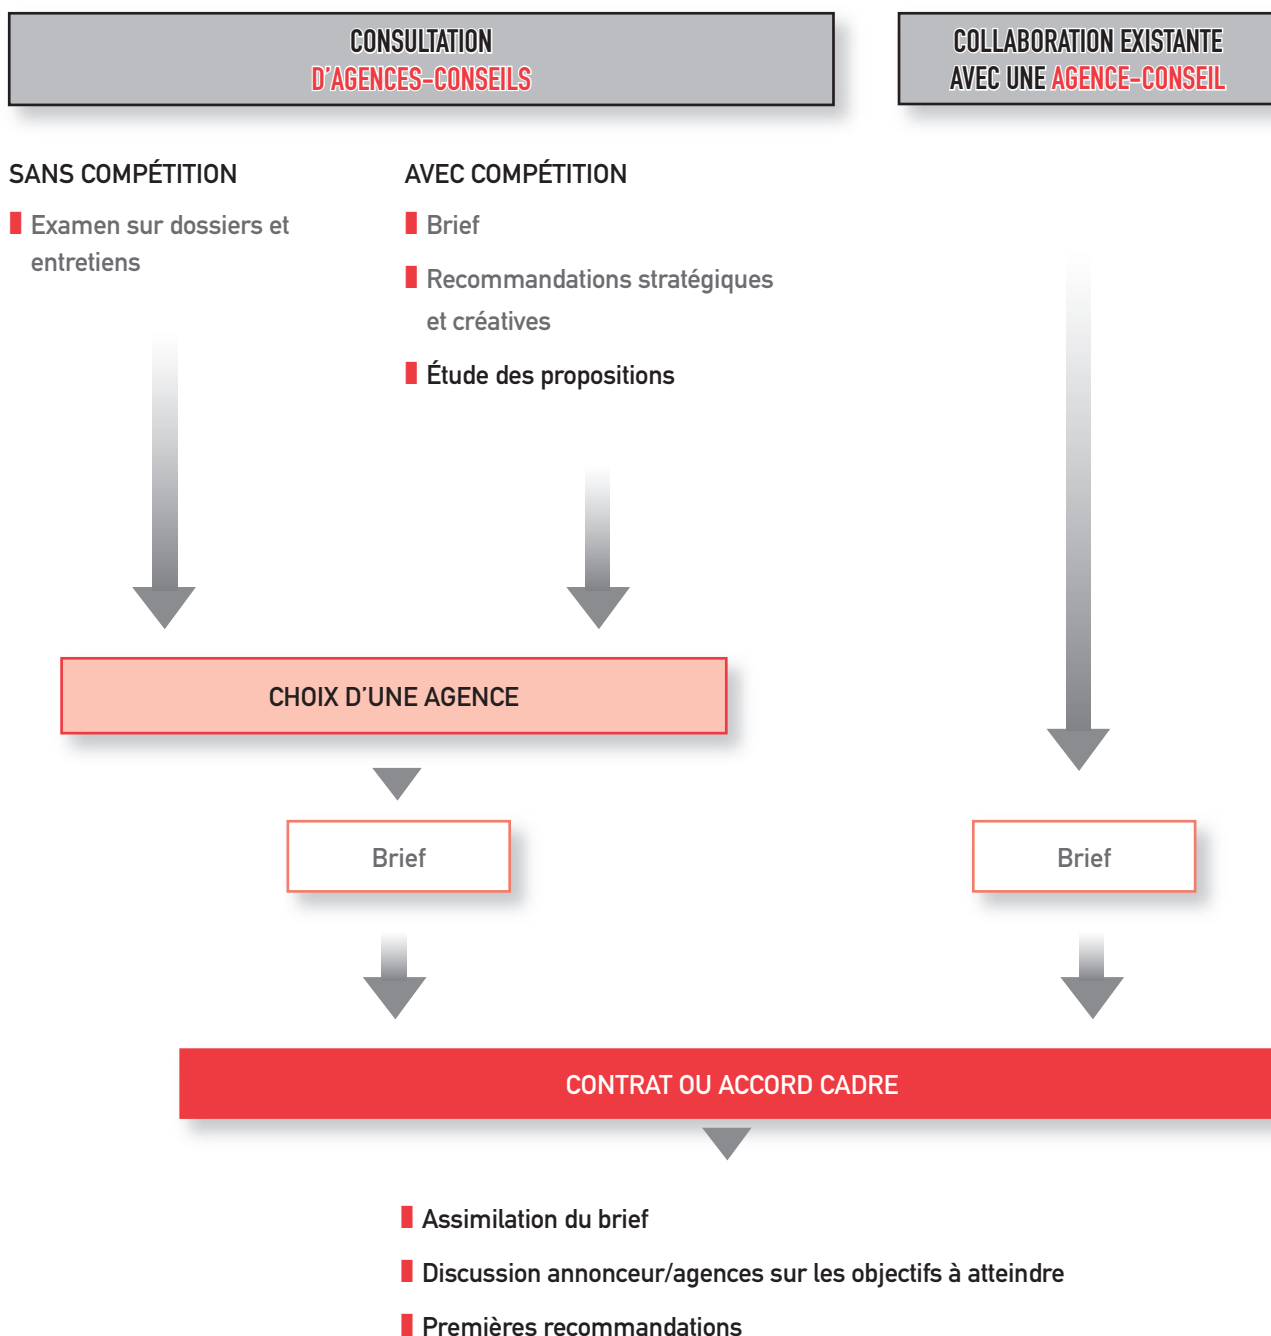 CONSULTATION
D'AGENCES-CONSEILS
COLLABORATION EXISTANTE
AVEC UNE AGENCE-CONSEIL
SANS COMPÉTITION
Examen sur dossiers et
entretiens
AVEC COMPÉTITION
Brief
Recommandations stratégiques
et créatives
Étude des propositions
CHOIX D'UNE AGENCE
Brief
Brief
CONTRAT OU ACCORD CADRE
Assimilation du brief
Discussion annonceur/agences sur les objectifs à atteindre
Premières recommandations